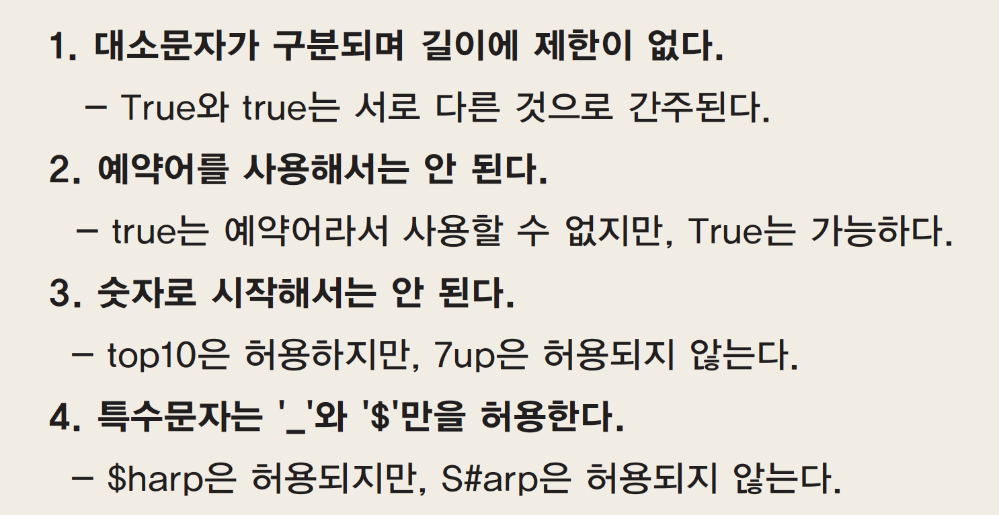 1. 대소문자가 구분되며 길이에 제한이 없다.
– True와 true는 서로 다른 것으로 간주된다.
2. 예약어를 사용해서는 안 된다.
– true는 예약어라서 사용할 수 없지만, True는 가능하다.
3. 숫자로 시작해서는 안 된다.
– top10은 허용하지만, 7up은 허용되지 않는다.
4. 특수문자는 '_'와 '$'만을 허용한다.
– $harp은 허용되지만, S#arp은 허용되지 않는다.